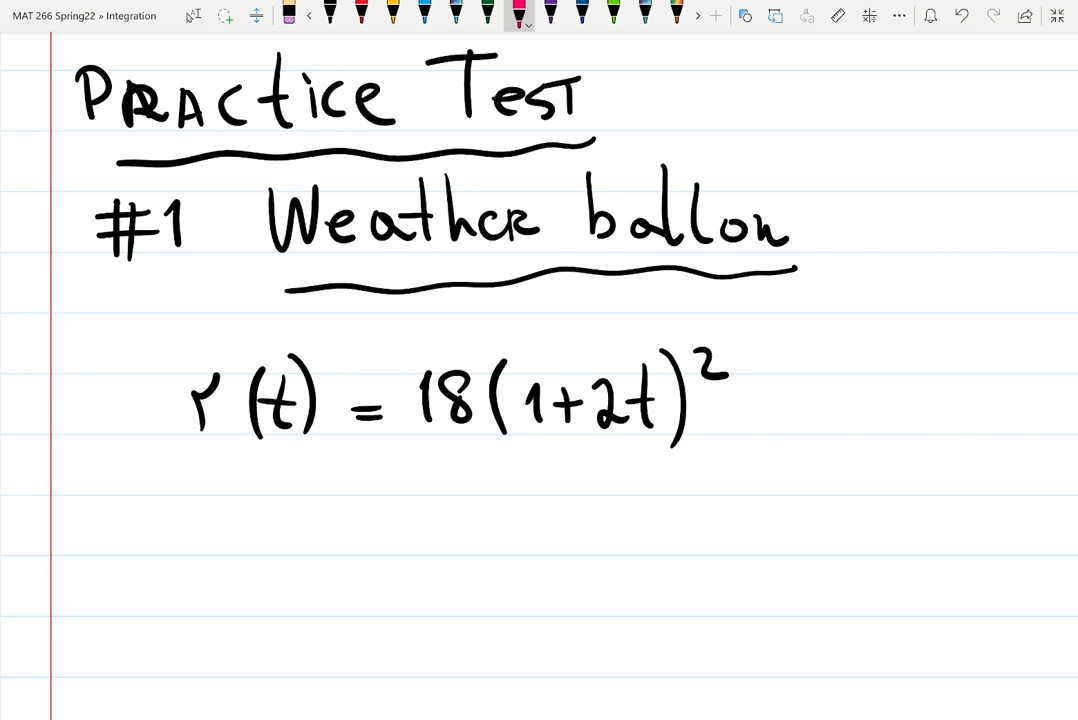 MAT 266 Spring22 » Integration
PRActice Test
#1 Weather ballon
r(t) = 18(1+2t)²